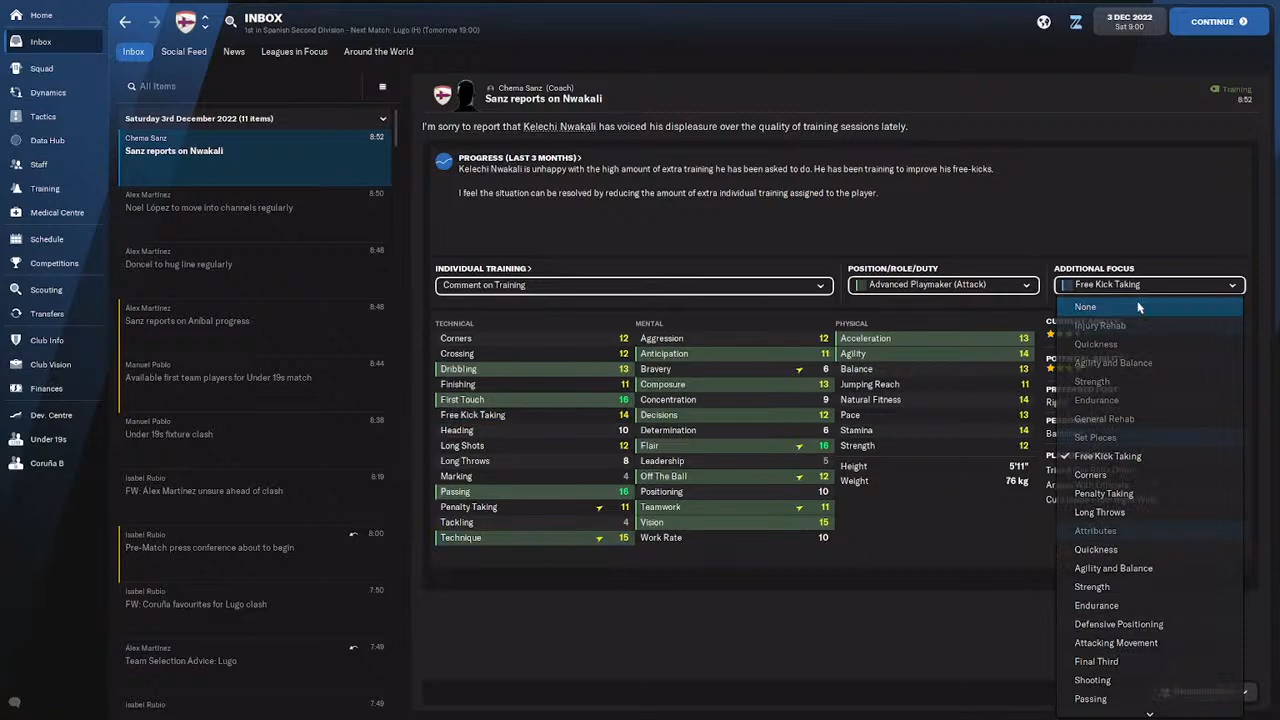 Home
Inbox
Squad
Dynamics
Tactics
Data Hub
Staff
Training
Medical Centre
Schedule
Competitions
Scouting
Transfers
Club Info
Club Vision
Finances
Dev. Centre
Under 19s
Coruña B
INBOX
1st in Spanish Second Division - Next Match: Lugo (H) (Tomorrow 19:00)
3 DEC 2022
Sat 9:00
CONTINUE
Inbox
Social Feed
News
Leagues in Focus
Around the World
All Items
Saturday 3rd December 2022 (11 items)
Chema Sanz 8:52
Sanz reports on Nwakali
Álex Martínez 8:50
Noel López to move into channels regularly
Álex Martínez 8:48
Doncel to hug line regularly
Álex Martínez 8:48
Sanz reports on Aníbal progress
Manuel Pablo 8:44
Available first team players for Under 19s match
Manuel Pablo 8:38
Under 19s fixture clash
Isabel Rubio 8:19
FW: Álex Martínez unsure ahead of clash
Isabel Rubio 8:00
Pre-Match press conference about to begin
Isabel Rubio 7:50
FW: Coruña favourites for Lugo clash
Álex Martínez 7:49
Team Selection Advice: Lugo
Isabel Rubio 7:49
Chema Sanz (Coach)
Sanz reports on Nwakali
Training
8:52
I'm sorry to report that Kelechi Nwakali has voiced his displeasure over the quality of training sessions lately.
PROGRESS (LAST 3 MONTHS)
Kelechi Nwakali is unhappy with the high amount of extra training he has been asked to do. He has been training to improve his free-kicks.
I feel the situation can be resolved by reducing the amount of extra individual training assigned to the player.
INDIVIDUAL TRAINING
Comment on Training
POSITION/ROLE/DUTY
Advanced Playmaker (Attack)
ADDITIONAL FOCUS
Free Kick Taking
TECHNICAL
Corners 12
Crossing 12
Dribbling 13
Finishing 11
First Touch 16
Free Kick Taking 14
Heading 10
Long Shots 12
Long Throws 8
Marking 4
Passing 16
Penalty Taking 11
Tackling 4
Technique 15
MENTAL
Aggression 12
Anticipation 11
Bravery 6
Composure 13
Concentration 9
Decisions 12
Determination 6
Flair 16
Leadership 5
Off The Ball 12
Positioning 10
Teamwork 11
Vision 15
Work Rate 10
PHYSICAL
Acceleration 13
Agility 14
Balance 13
Jumping Reach 11
Natural Fitness 14
Pace 13
Stamina 14
Strength 12
Height 5'11"
Weight 76 kg
None
Injury Rehab
Quickness
Agility and Balance
Strength
Endurance
General Rehab
Set Pieces
Free Kick Taking
Corners
Penalty Taking
Long Throws
Attributes
Quickness
Agility and Balance
Strength
Endurance
Defensive Positioning
Attacking Movement
Final Third
Shooting
Passing